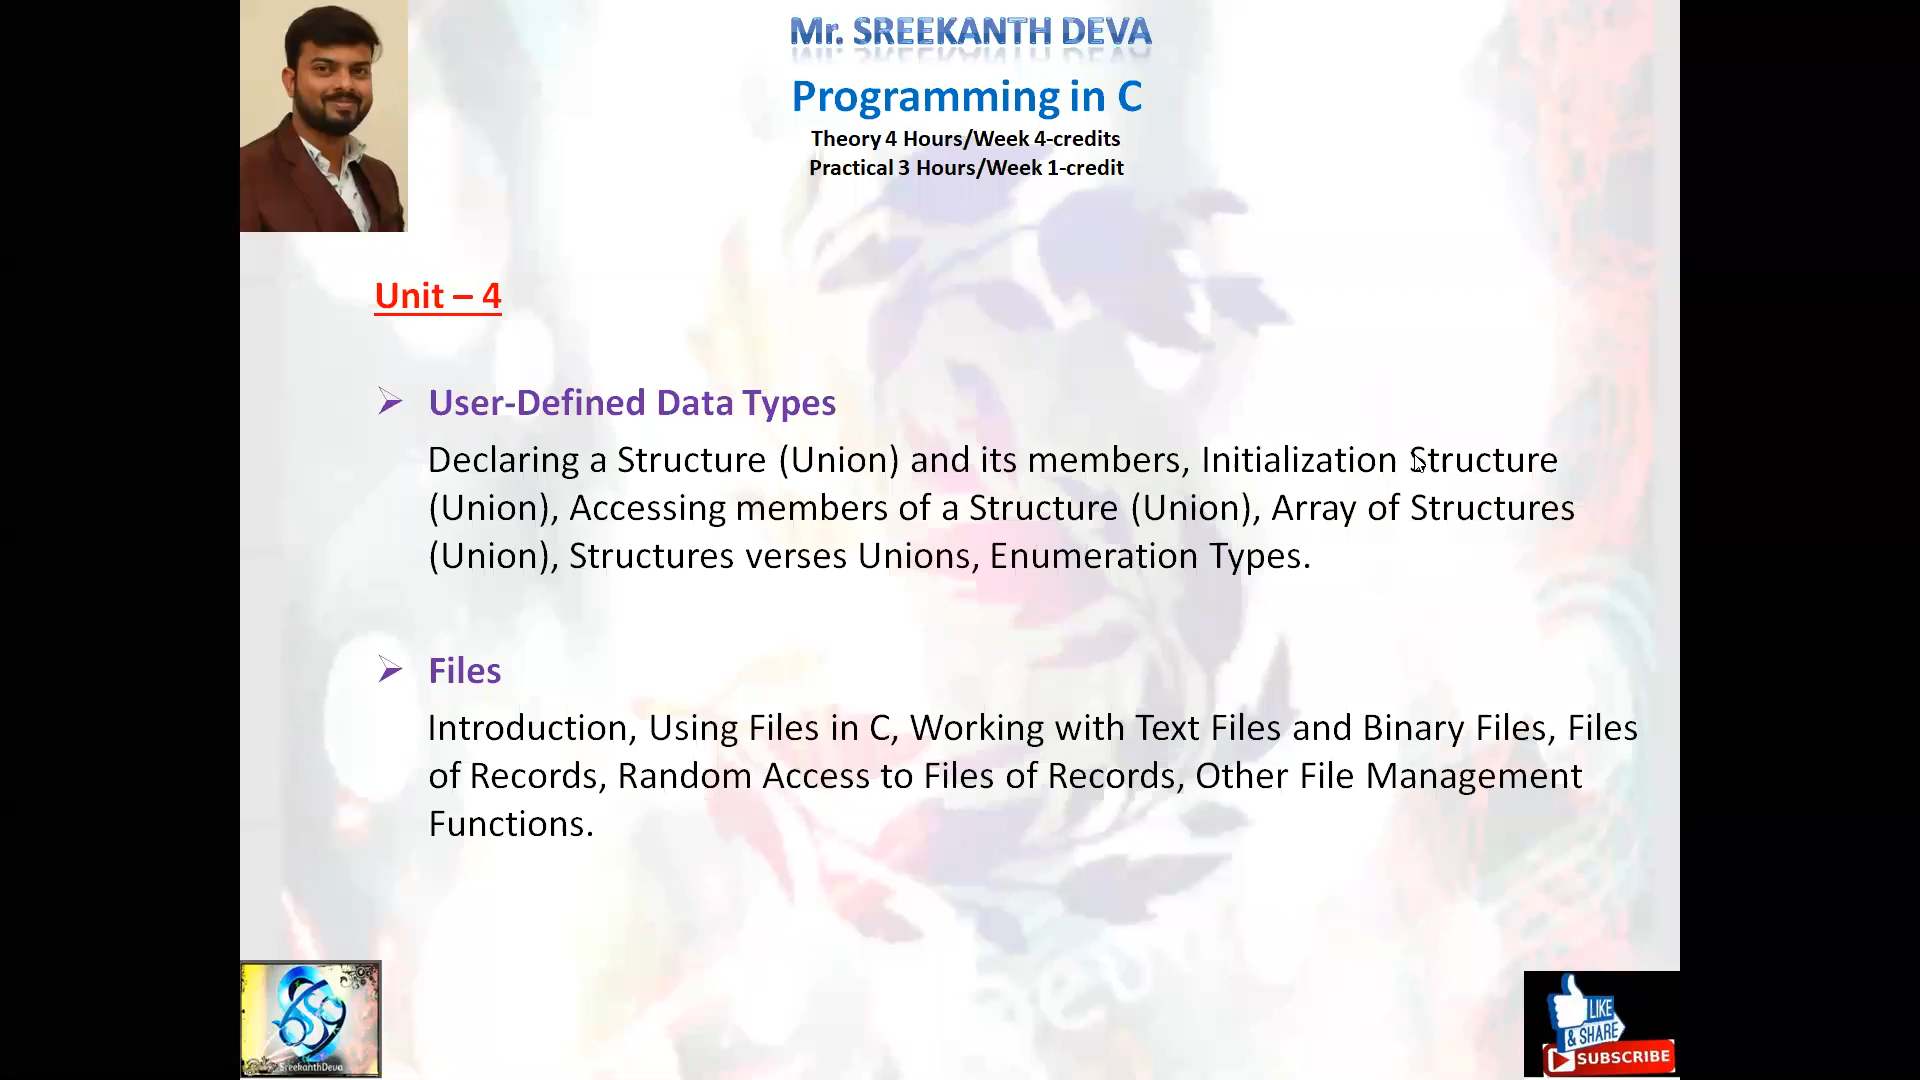 Mr. SREEKANTH DEVA
Programming in C
Theory 4 Hours/Week 4-credits
Practical 3 Hours/Week 1-credit
Unit – 4
➢ User-Defined Data Types
Declaring a Structure (Union) and its members, Initialization Structure
(Union), Accessing members of a Structure (Union), Array of Structures
(Union), Structures verses Unions, Enumeration Types.
➢ Files
Introduction, Using Files in C, Working with Text Files and Binary Files, Files
of Records, Random Access to Files of Records, Other File Management
Functions.
SreekanthDeva
LIKE
& SHARE
SUBSCRIBE